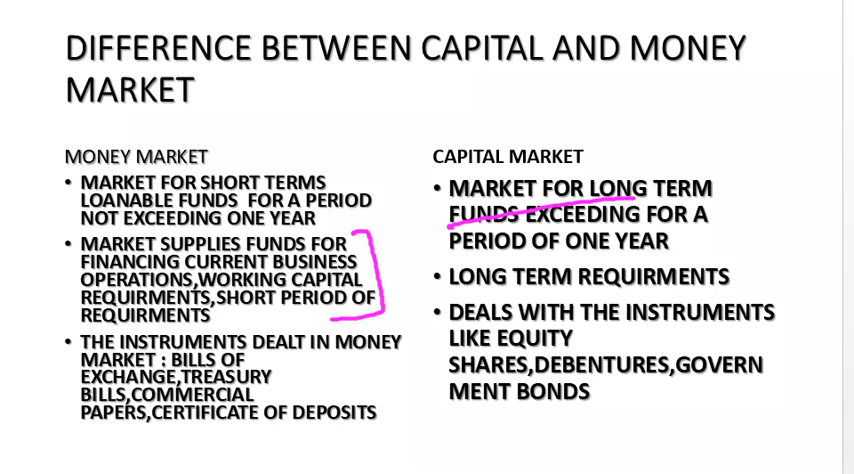 DIFFERENCE BETWEEN CAPITAL AND MONEY
MARKET
MONEY MARKET
• MARKET FOR SHORT TERMS
LOANABLE FUNDS FOR A PERIOD
NOT EXCEEDING ONE YEAR
• MARKET SUPPLIES FUNDS FOR
FINANCING CURRENT BUSINESS
OPERATIONS,WORKING CAPITAL
REQUIRMENTS,SHORT PERIOD OF
REQUIRMENTS
• THE INSTRUMENTS DEALT IN MONEY
MARKET : BILLS OF
EXCHANGE,TREASURY
BILLS,COMMERCIAL
PAPERS,CERTIFICATE OF DEPOSITS
CAPITAL MARKET
• MARKET FOR LONG TERM
FUNDS EXCEEDING FOR A
PERIOD OF ONE YEAR
• LONG TERM REQUIRMENTS
• DEALS WITH THE INSTRUMENTS
LIKE EQUITY
SHARES,DEBENTURES,GOVERN
MENT BONDS